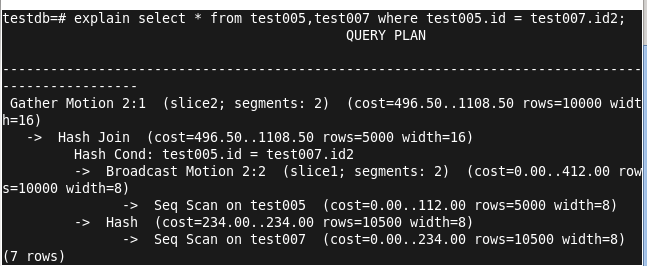 testdb=# explain select * from test005,test007 where test005.id = test007.id2;
QUERY PLAN
--------------------------------------------------------------------------------
-----------------
Gather Motion 2:1  (slice2; segments: 2)  (cost=496.50..1108.50 rows=10000 widt
h=16)
->  Hash Join  (cost=496.50..1108.50 rows=5000 width=16)
Hash Cond: test005.id = test007.id2
->  Broadcast Motion 2:2  (slice1; segments: 2)  (cost=0.00..412.00 row
s=10000 width=8)
->  Seq Scan on test005  (cost=0.00..112.00 rows=5000 width=8)
->  Hash  (cost=234.00..234.00 rows=10500 width=8)
->  Seq Scan on test007  (cost=0.00..234.00 rows=10500 width=8)
(7 rows)